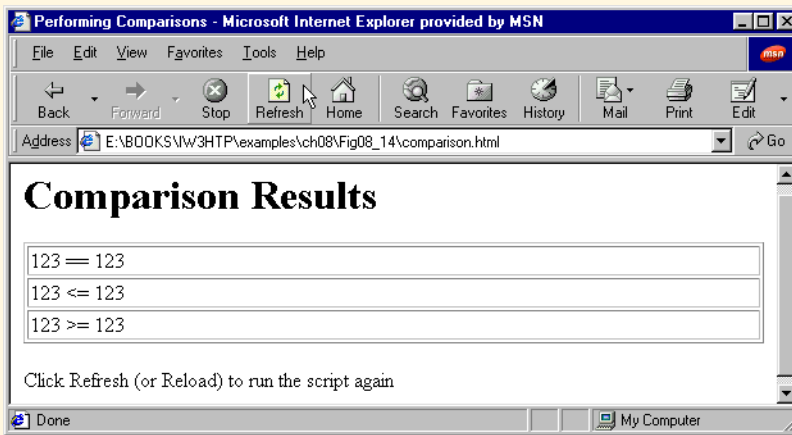 Performing Comparisons - Microsoft Internet Explorer provided by MSN
File Edit View Favorites Tools Help
msn
Back Forward Stop Refresh Home Search Favorites History Mail Print Edit
Address E:\BOOKS\IW3HTP\examples\ch08\Fig08_14\comparison.html Go
Comparison Results
123 == 123
123 <= 123
123 >= 123
Click Refresh (or Reload) to run the script again
Done My Computer